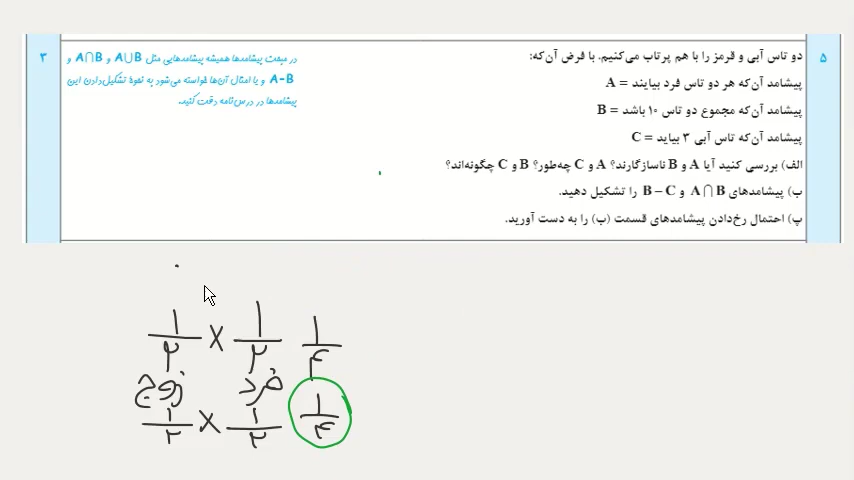 ۵
دو تاس آبی و قرمز را با هم پرتاب می‌کنیم. با فرض آن‌که:
پیشامد آن‌که هر دو تاس فرد بیایند = A
پیشامد آن‌که مجموع دو تاس ۱۰ باشد = B
پیشامد آن‌که تاس آبی ۳ بیاید = C
الف) بررسی کنید آیا A و B ناسازگارند؟ A و C چه‌طور؟ B و C چگونه‌اند؟
ب) پیشامدهای A ∩ B و B − C را تشکیل دهید.
پ) احتمال رخ‌دادن پیشامدهای قسمت (ب) را به دست آورید.
در مبحث پیشامدها همیشه پیشامدهایی مثل A∪B و A∩B و
A-B و یا امثال آن‌ها خواسته می‌شود به نحوهٔ تشکیل‌دادن این
پیشامدها در درس‌نامه دقت کنید.
۳
۱/۲ × ۱/۲ ۱/۴
زوج فرد
۱/۲ × ۱/۲ ۱/۴